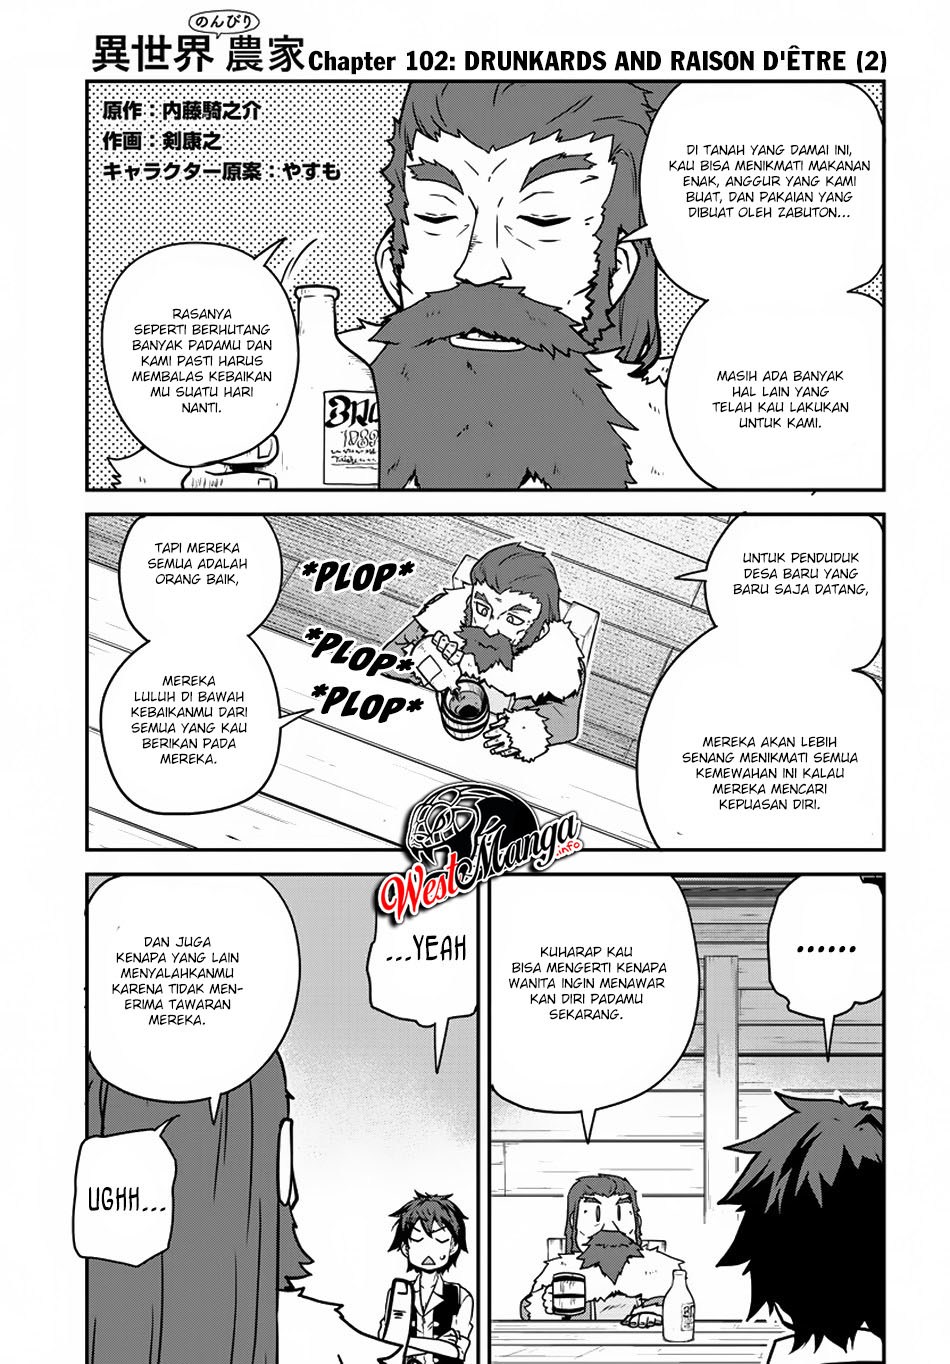 のんびり
異世界農家 Chapter 102: DRUNKARDS AND RAISON D'ÊTRE (2)
原作：内藤騎之介
作画：剣康之
キャラクター原案：やすも
DI TANAH YANG DAMAI INI,
KAU BISA MENIKMATI MAKANAN
ENAK, ANGGUR YANG KAMI
BUAT, DAN PAKAIAN YANG
DIBUAT OLEH ZABUTON...
MASIH ADA BANYAK
HAL LAIN YANG
TELAH KAU LAKUKAN
UNTUK KAMI.
RASANYA
SEPERTI BERHUTANG
BANYAK PADAMU DAN
KAMI PASTI HARUS
MEMBALAS KEBAIKAN
MU SUATU HARI
NANTI.
1089
UNTUK PENDUDUK
DESA BARU YANG
BARU SAJA DATANG,
MEREKA AKAN LEBIH
SENANG MENIKMATI SEMUA
KEMEWAHAN INI KALAU
MEREKA MENCARI
KEPUASAN DIRI.
*PLOP*
*PLOP*
*PLOP*
TAPI MEREKA
SEMUA ADALAH
ORANG BAIK,
MEREKA
LULUH DI BAWAH
KEBAIKANMU DARI
SEMUA YANG KAU
BERIKAN PADA
MEREKA.
WestManga
.info
......
KUHARAP KAU
BISA MENGERTI KENAPA
WANITA INGIN MENAWAR
KAN DIRI PADAMU
SEKARANG.
...YEAH
DAN JUGA
KENAPA YANG LAIN
MENYALAHKANMU
KARENA TIDAK MEN-
ERIMA TAWARAN
MEREKA.
UGHH...